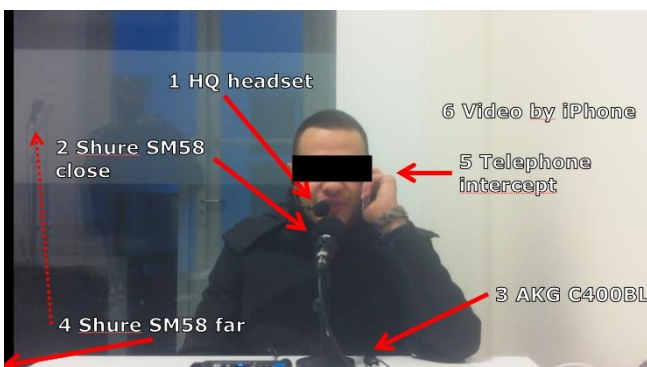 1 HQ headset
6 Video by iPhone
2 Shure SM58
close
5 Telephone
intercept
3 AKG C400BL
4 Shure SM58 far